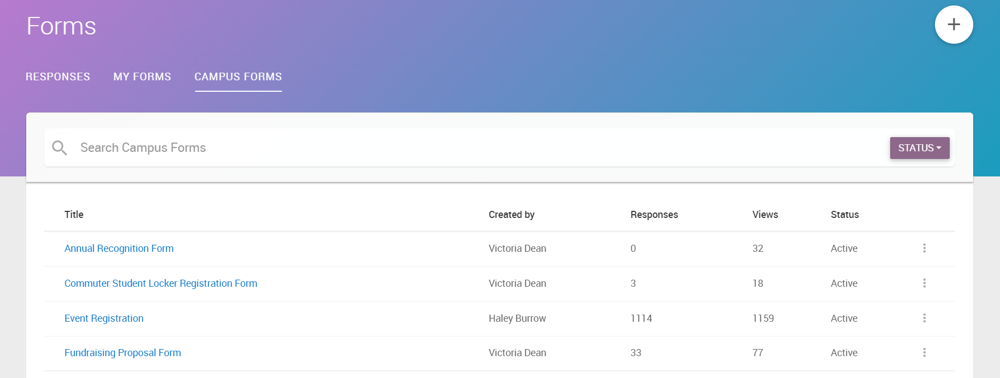 Forms
RESPONSES MY FORMS CAMPUS FORMS
Search Campus Forms STATUS
Title Created by Responses Views Status
Annual Recognition Form Victoria Dean 0 32 Active
Commuter Student Locker Registration Form Victoria Dean 3 18 Active
Event Registration Haley Burrow 1114 1159 Active
Fundraising Proposal Form Victoria Dean 33 77 Active